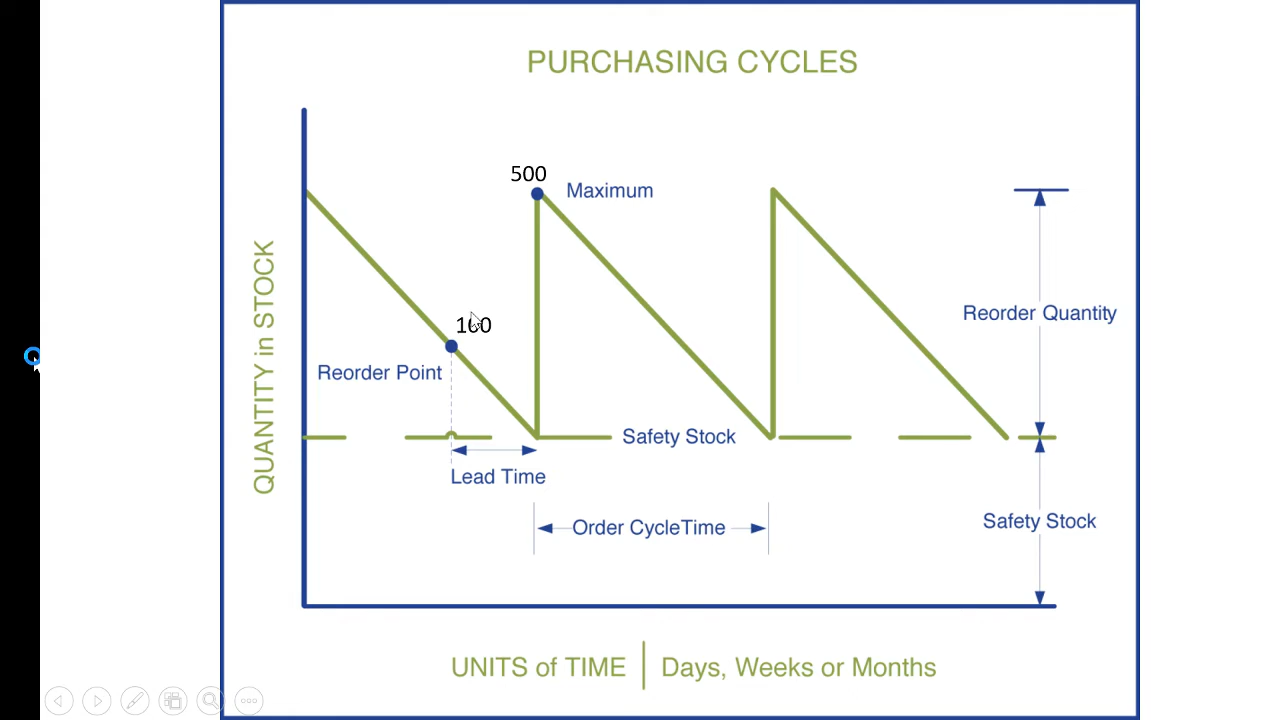 PURCHASING CYCLES
500
Maximum
100
Reorder Point
QUANTITY in STOCK
Reorder Quantity
Safety Stock
Lead Time
Order CycleTime
Safety Stock
UNITS of TIME | Days, Weeks or Months